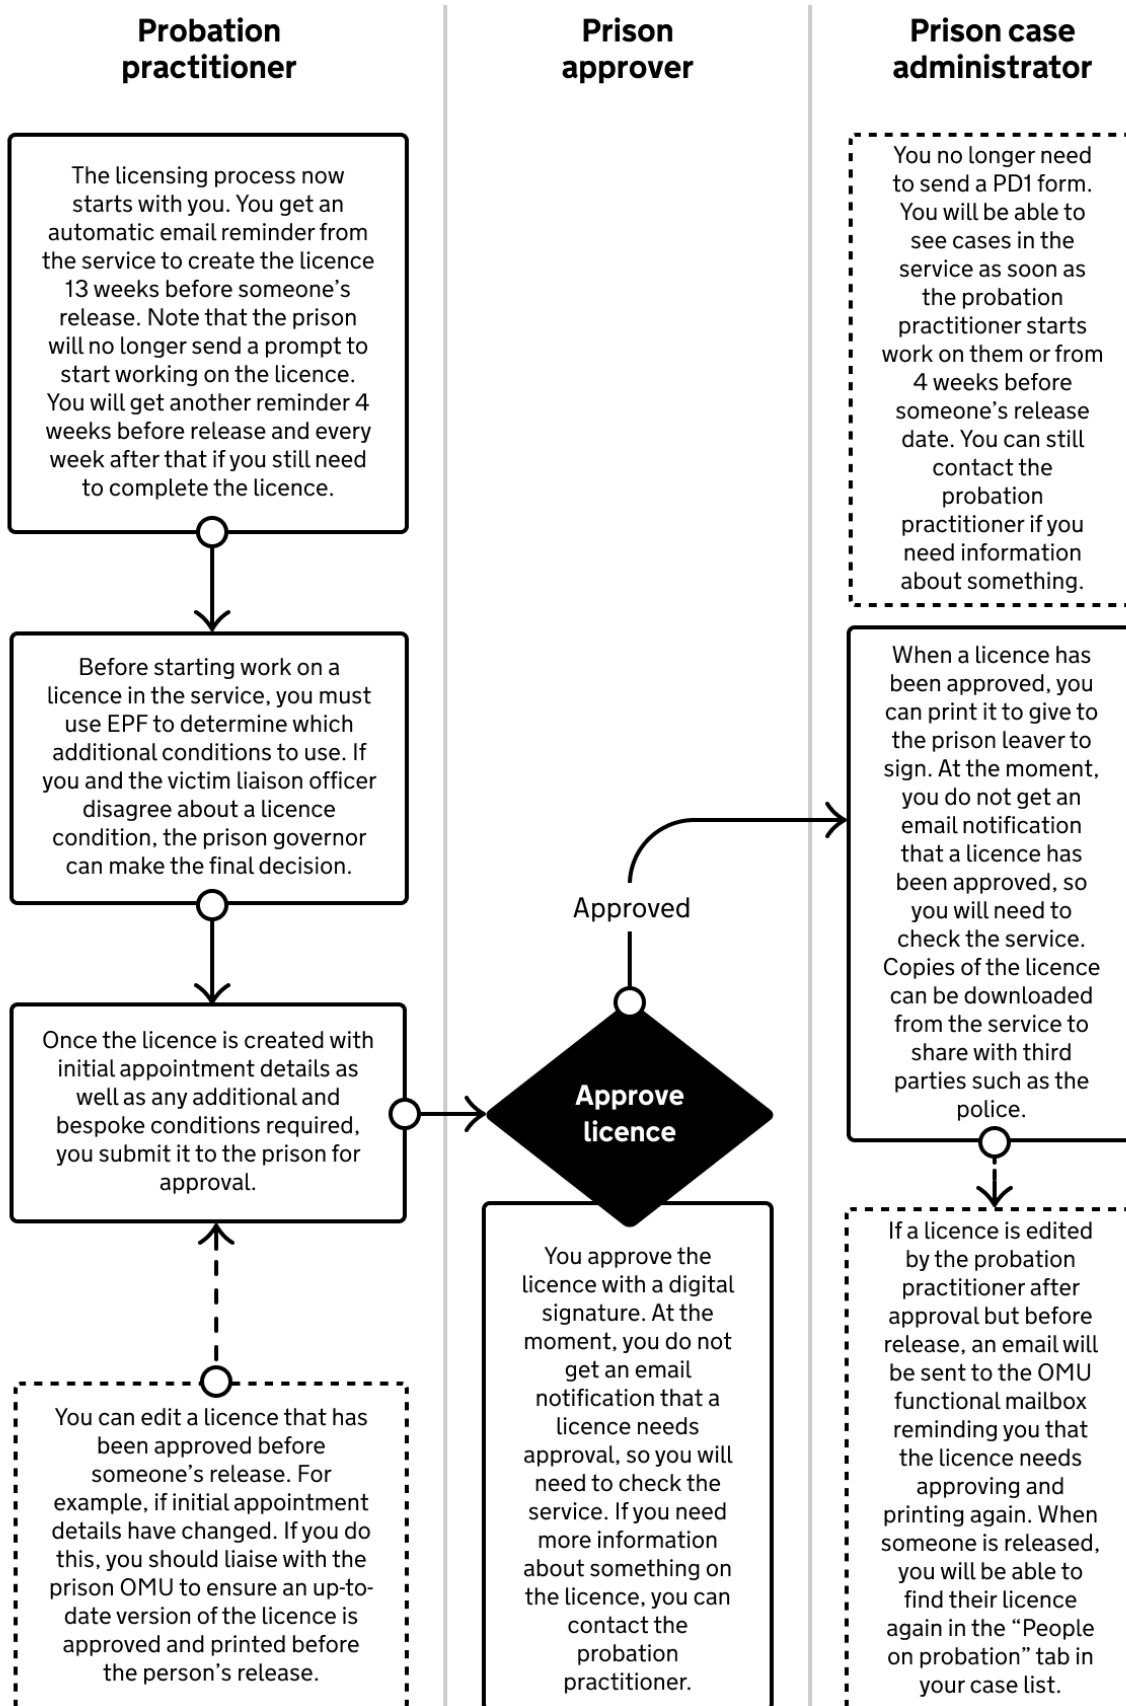 Probation
practitioner
The licensing process now
starts with you. You get an
automatic email reminder from
the service to create the licence
13 weeks before someone’s
release. Note that the prison
will no longer send a prompt to
start working on the licence.
You will get another reminder 4
weeks before release and every
week after that if you still need
to complete the licence.
Before starting work on a
licence in the service, you must
use EPF to determine which
additional conditions to use. If
you and the victim liaison officer
disagree about a licence
condition, the prison governor
can make the final decision.
Once the licence is created with
initial appointment details as
well as any additional and
bespoke conditions required,
you submit it to the prison for
approval.
You can edit a licence that has
been approved before
someone’s release. For
example, if initial appointment
details have changed. If you do
this, you should liaise with the
prison OMU to ensure an up-to-
date version of the licence is
approved and printed before
the person’s release.
Prison
approver
Approved
Approve
licence
You approve the
licence with a digital
signature. At the
moment, you do not
get an email
notification that a
licence needs
approval, so you will
need to check the
service. If you need
more information
about something on
the licence, you can
contact the
probation
practitioner.
Prison case
administrator
You no longer need
to send a PD1 form.
You will be able to
see cases in the
service as soon as
the probation
practitioner starts
work on them or from
4 weeks before
someone’s release
date. You can still
contact the
probation
practitioner if you
need information
about something.
When a licence has
been approved, you
can print it to give to
the prison leaver to
sign. At the moment,
you do not get an
email notification
that a licence has
been approved, so
you will need to
check the service.
Copies of the licence
can be downloaded
from the service to
share with third
parties such as the
police.
If a licence is edited
by the probation
practitioner after
approval but before
release, an email will
be sent to the OMU
functional mailbox
reminding you that
the licence needs
approving and
printing again. When
someone is released,
you will be able to
find their licence
again in the “People
on probation” tab in
your case list.